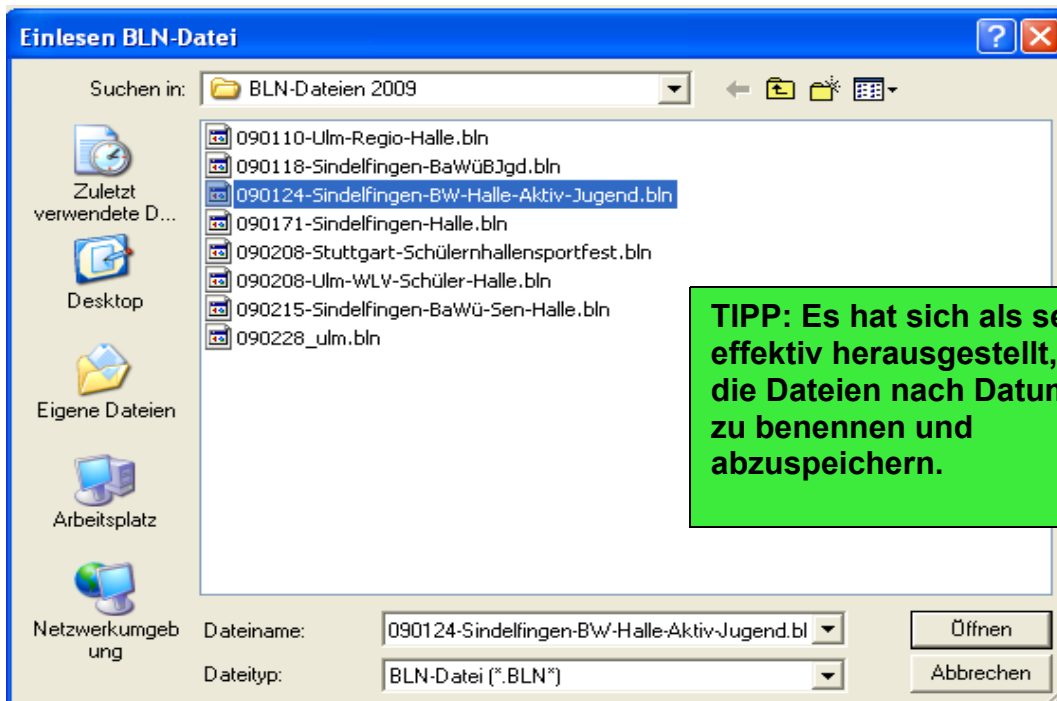 Einlesen BLN-Datei
Suchen in:
BLN-Dateien 2009
Zuletzt
verwendete D...
Desktop
Eigene Dateien
Arbeitsplatz
Netzwerkumgeb
ung
090110-Ulm-Regio-Halle.bln
090118-Sindelfingen-BaWüBJgd.bln
090124-Sindelfingen-BW-Halle-Aktiv-Jugend.bln
090171-Sindelfingen-Halle.bln
090208-Stuttgart-Schülernhallensportfest.bln
090208-Ulm-WLV-Schüler-Halle.bln
090215-Sindelfingen-BaWü-Sen-Halle.bln
090228_ulm.bln
TIPP: Es hat sich als
effektiv herausgestellt,
die Dateien nach
zu benennen und
abzuspeichern.
Dateiname:
090124-Sindelfingen-BW-Halle-Aktiv-Jugend.bl
Öffnen
Dateityp:
BLN-Datei (*.BLN*)
Abbrechen